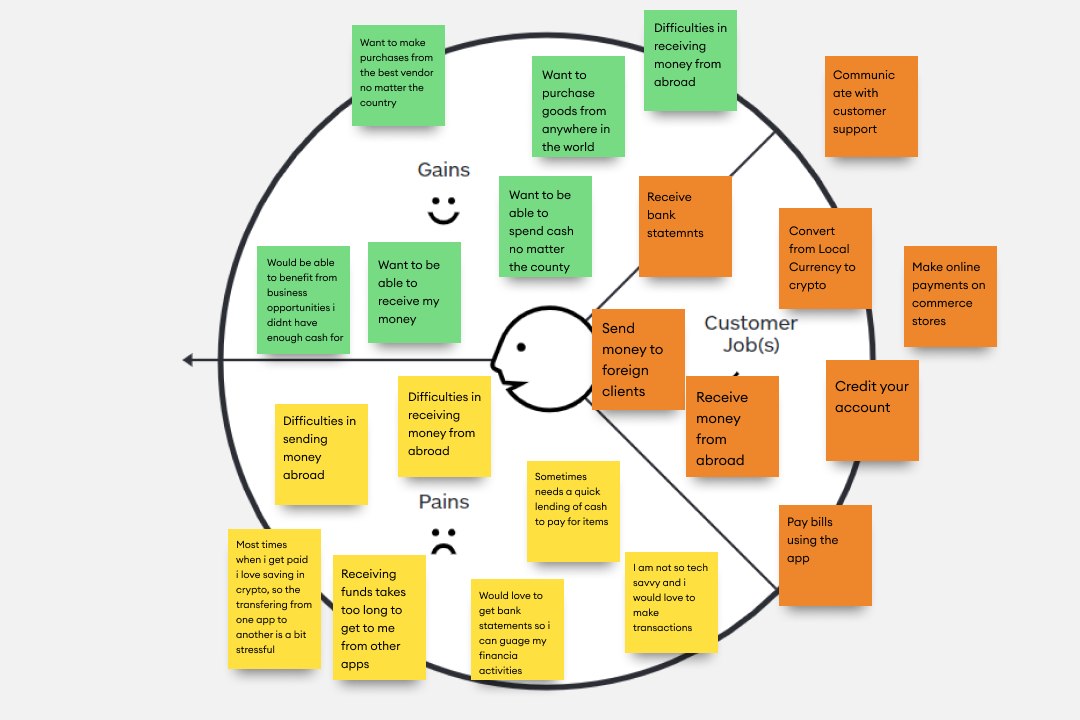 Want to make
purchases from
the best vendor
no matter the
country
Want to
purchase
goods from
anywhere in
the world
Difficulties in
receiving
money from
abroad
Communic
ate with
customer
support
Gains
Want to be
able to
spend cash
no matter
the county
Receive
bank
statemnts
Convert
from Local
Currency to
crypto
Make online
payments on
commerce
stores
Would be able
to benefit from
business
opportunities i
didnt have
enough cash for
Want to be
able to
receive my
money
Customer
Job(s)
Send
money to
foreign
clients
Receive
money
from
abroad
Credit your
account
Pay bills
using the
app
Difficulties in
sending
money
abroad
Difficulties in
receiving
money from
abroad
Pains
Sometimes
needs a quick
lending of cash
to pay for items
Most times
when i get paid
i love saving in
crypto, so the
transfering from
one app to
another is a bit
stressful
Receiving
funds takes
too long to
get to me
from other
apps
Would love to
get bank
statements so i
can guage my
financia
activities
I am not so tech
savvy and i
would love to
make
transactions